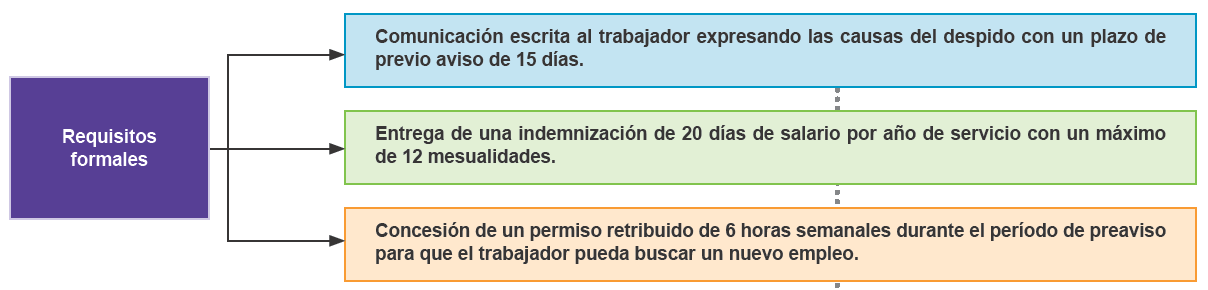 Requisitos
formales
Comunicación escrita al trabajador expresando las causas del despido con un plazo de
previo aviso de 15 días.
Entrega de una indemnización de 20 días de salario por año de servicio con un máximo
de 12 mesualidades.
Concesión de un permiso retribuido de 6 horas semanales durante el período de preaviso
para que el trabajador pueda buscar un nuevo empleo.